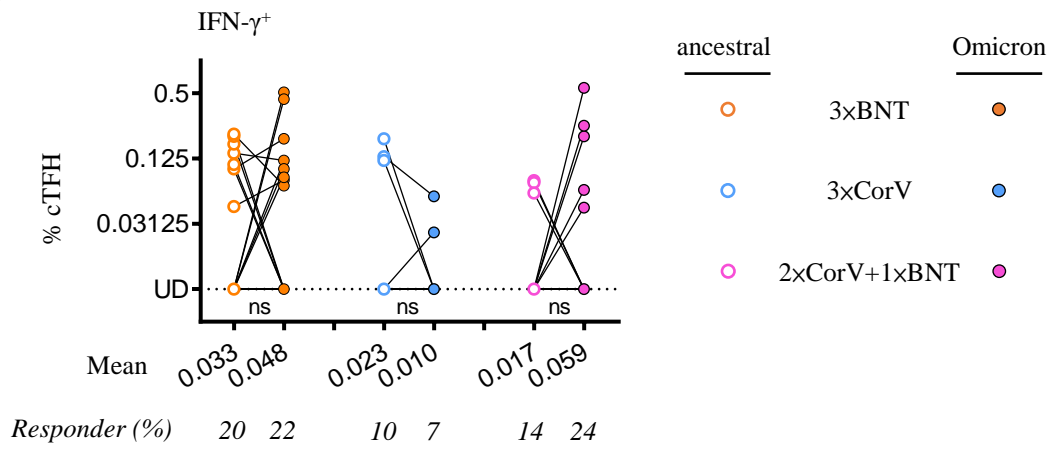 IFN-γ⁺
ancestral Omicron
0.5
3×BNT
0.125
3×CorV
0.03125
2×CorV+1×BNT
UD
% cTFH
ns ns ns
Mean 0.033 0.048 0.023 0.010 0.017 0.059
Responder (%) 20 22 10 7 14 24